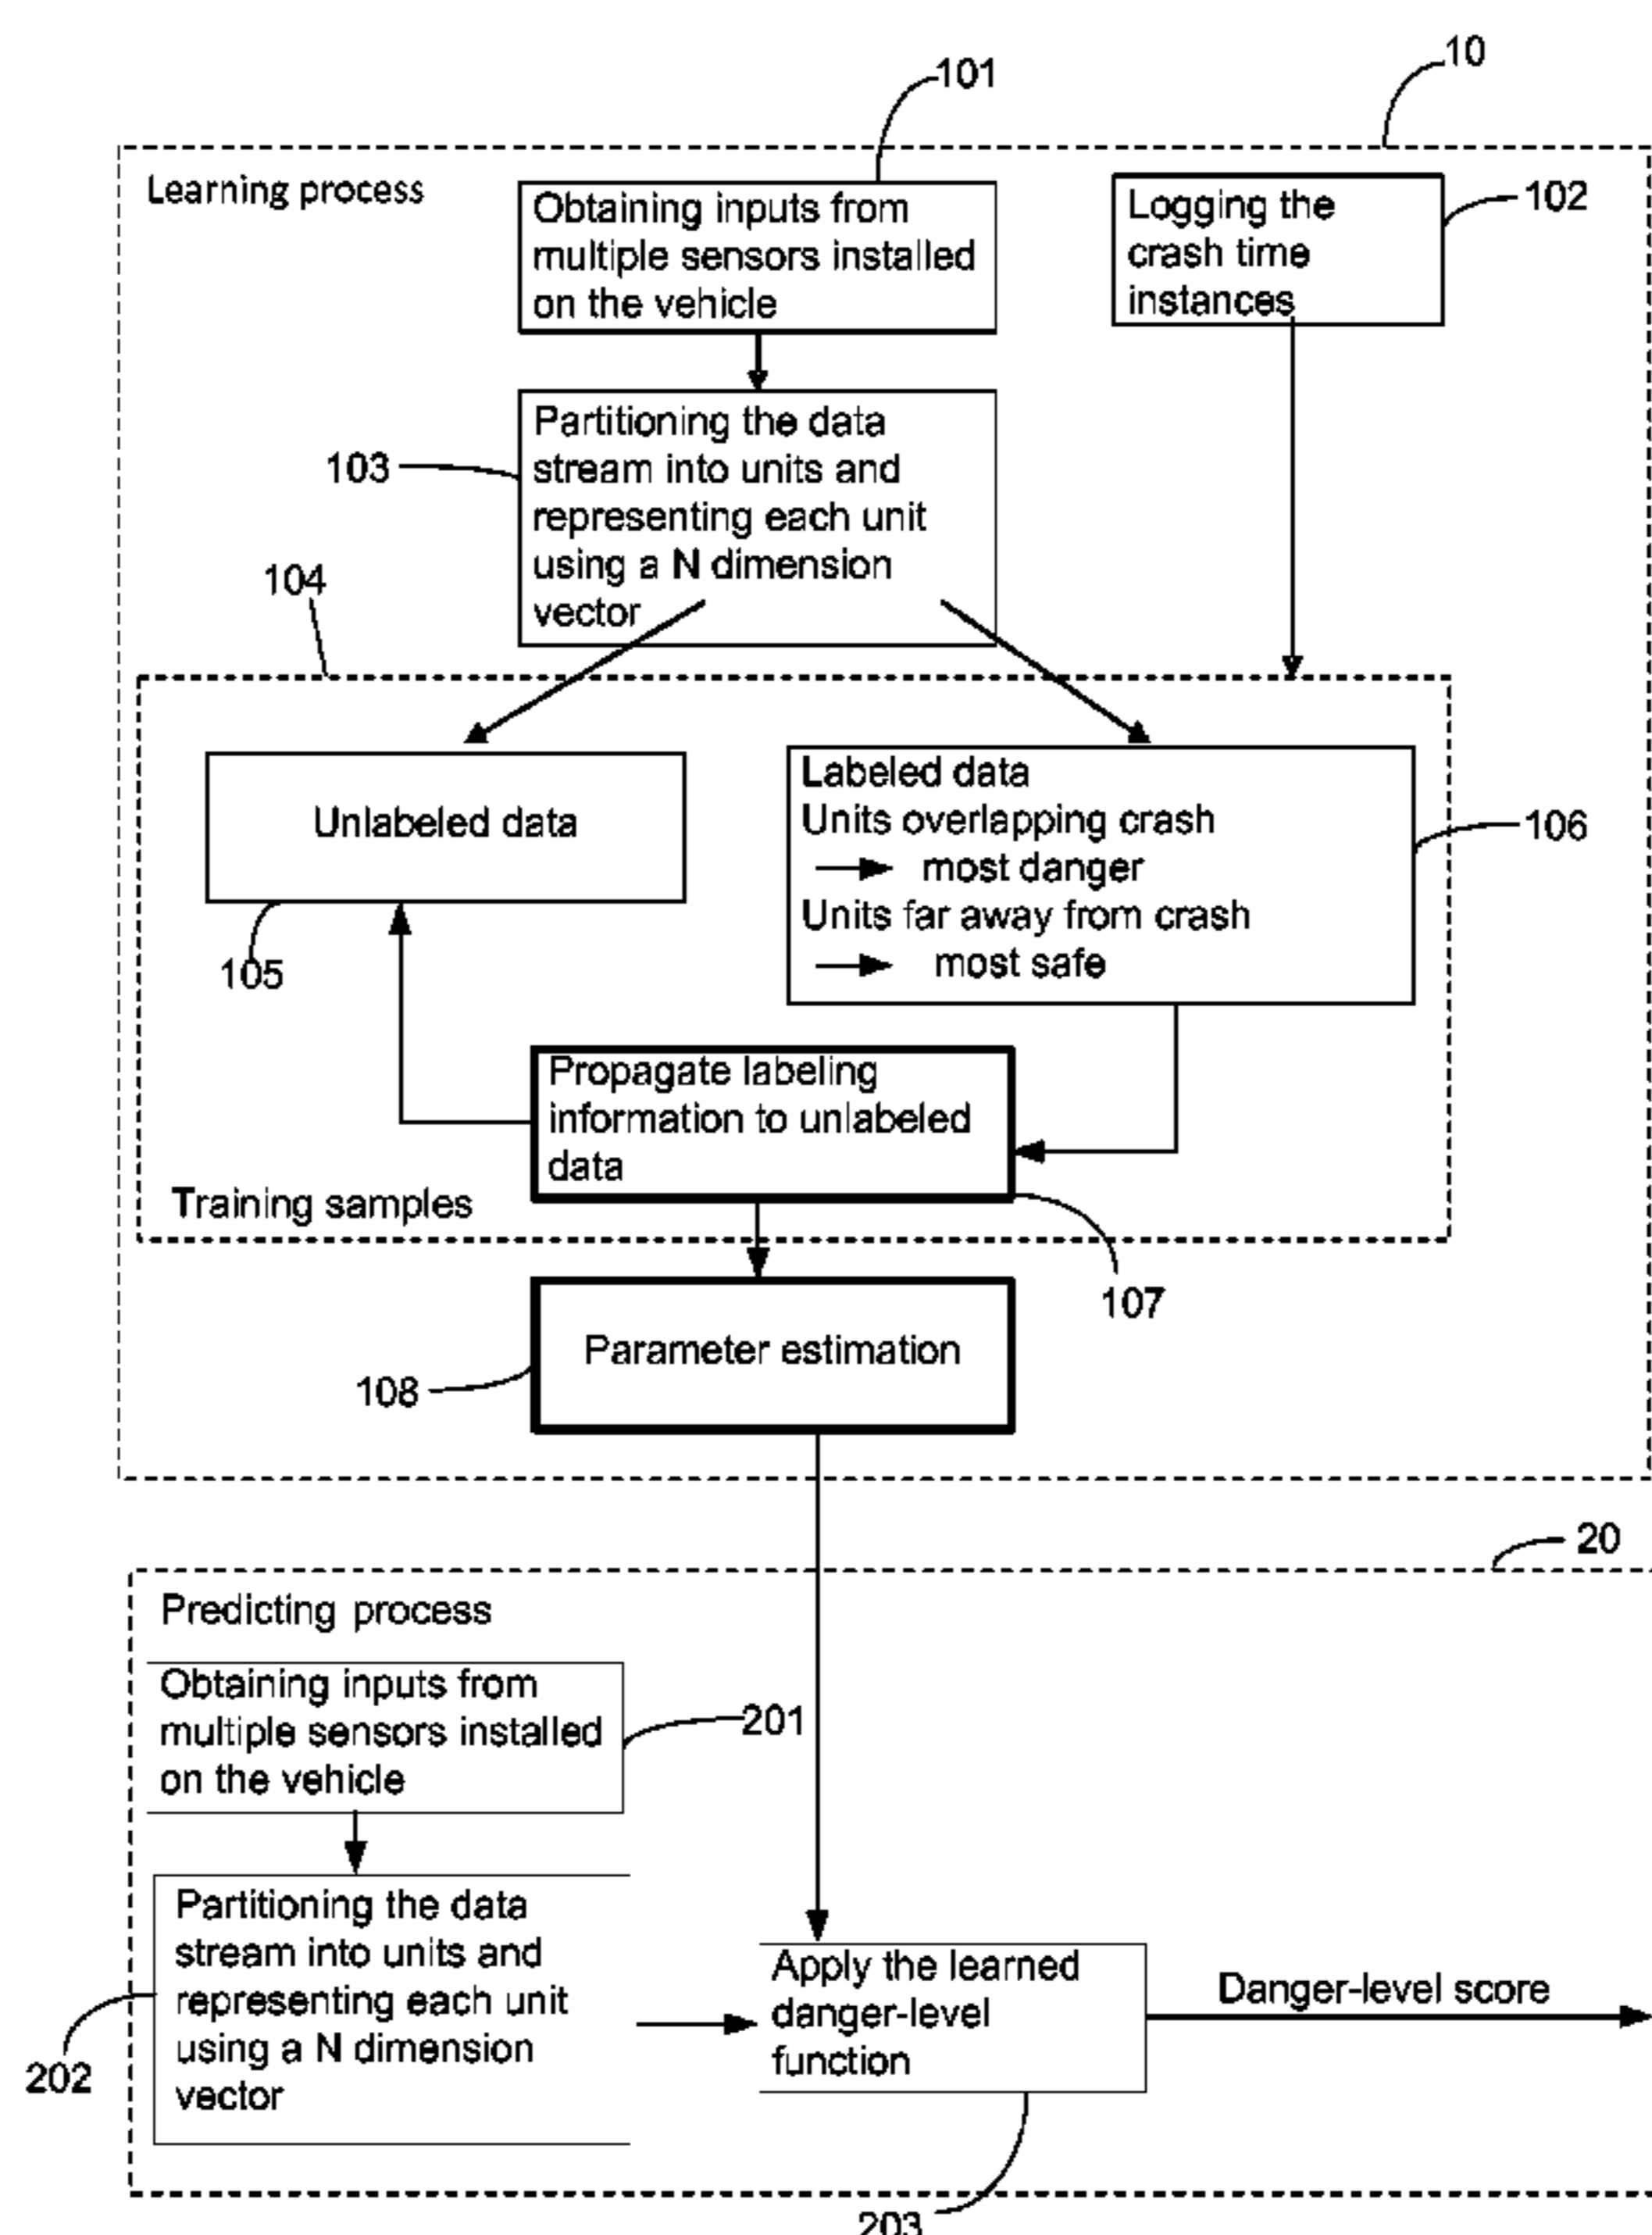 10
101
Learning process
Obtaining inputs from
multiple sensors installed
on the vehicle
Logging the
crash time
instances
102
Partitioning the data
stream into units and
representing each unit
using a N dimension
vector
103
104
Unlabeled data
105
Labeled data
Units overlapping crash
most danger
Units far away from crash
most safe
106
Propagate labeling
information to unlabeled
data
Training samples
107
Parameter estimation
108
20
Predicting process
Obtaining inputs from
multiple sensors installed
on the vehicle
201
Partitioning the data
stream into units and
representing each unit
using a N dimension
vector
202
Apply the learned
danger-level
function
Danger-level score
203